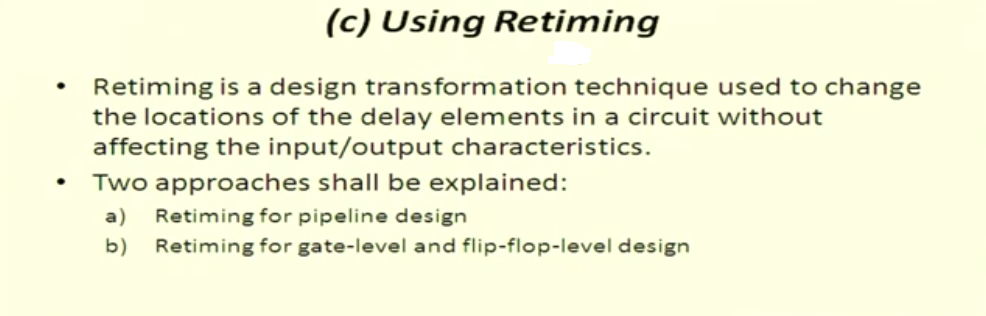 (c) Using Retiming
• Retiming is a design transformation technique used to change
the locations of the delay elements in a circuit without
affecting the input/output characteristics.
• Two approaches shall be explained:
a) Retiming for pipeline design
b) Retiming for gate-level and flip-flop-level design